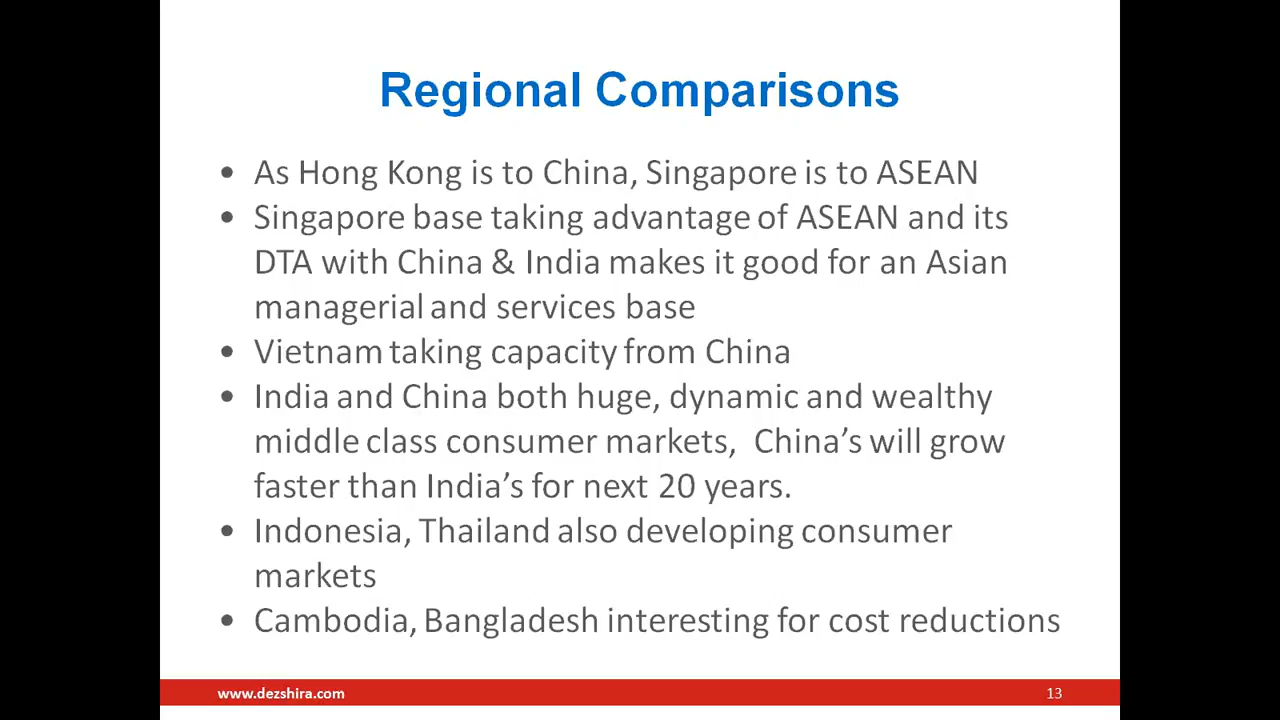 Regional Comparisons
• As Hong Kong is to China, Singapore is to ASEAN
• Singapore base taking advantage of ASEAN and its
DTA with China & India makes it good for an Asian
managerial and services base
• Vietnam taking capacity from China
• India and China both huge, dynamic and wealthy
middle class consumer markets,  China’s will grow
faster than India’s for next 20 years.
• Indonesia, Thailand also developing consumer
markets
• Cambodia, Bangladesh interesting for cost reductions
www.dezshira.com
13